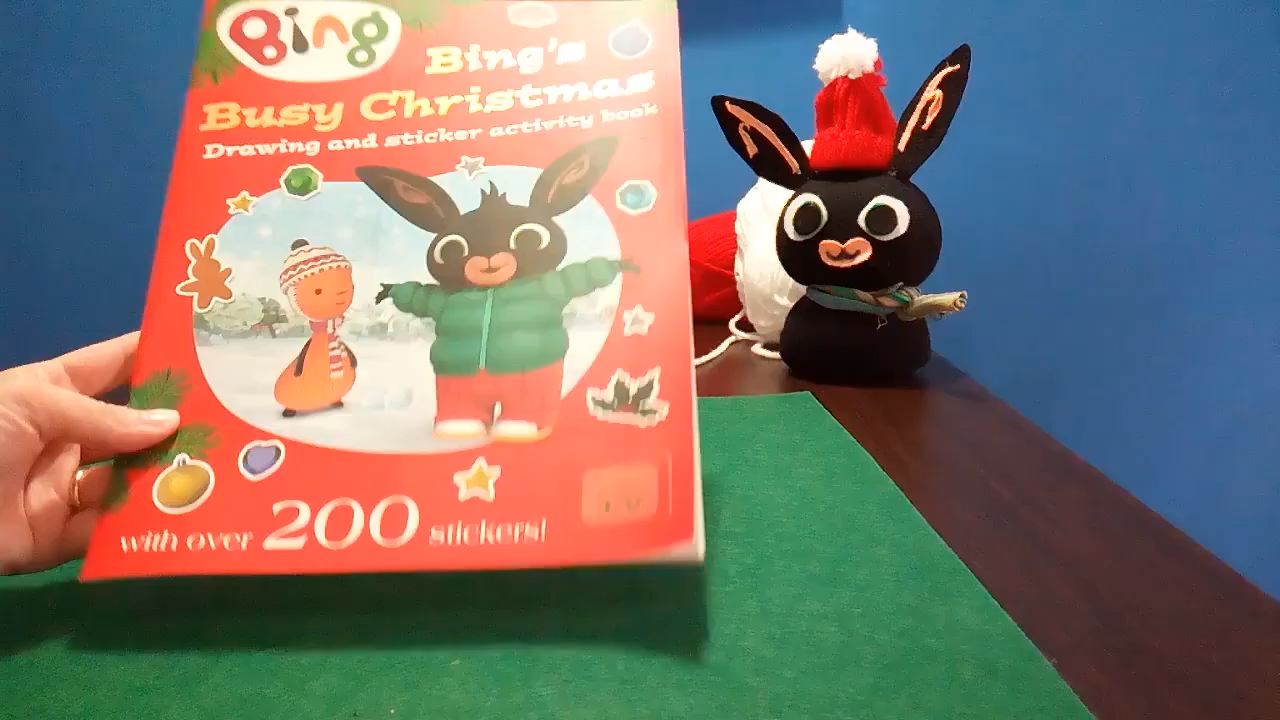 Bing
Bing's
Busy Christmas
Drawing and sticker activity book
with over 200 stickers!